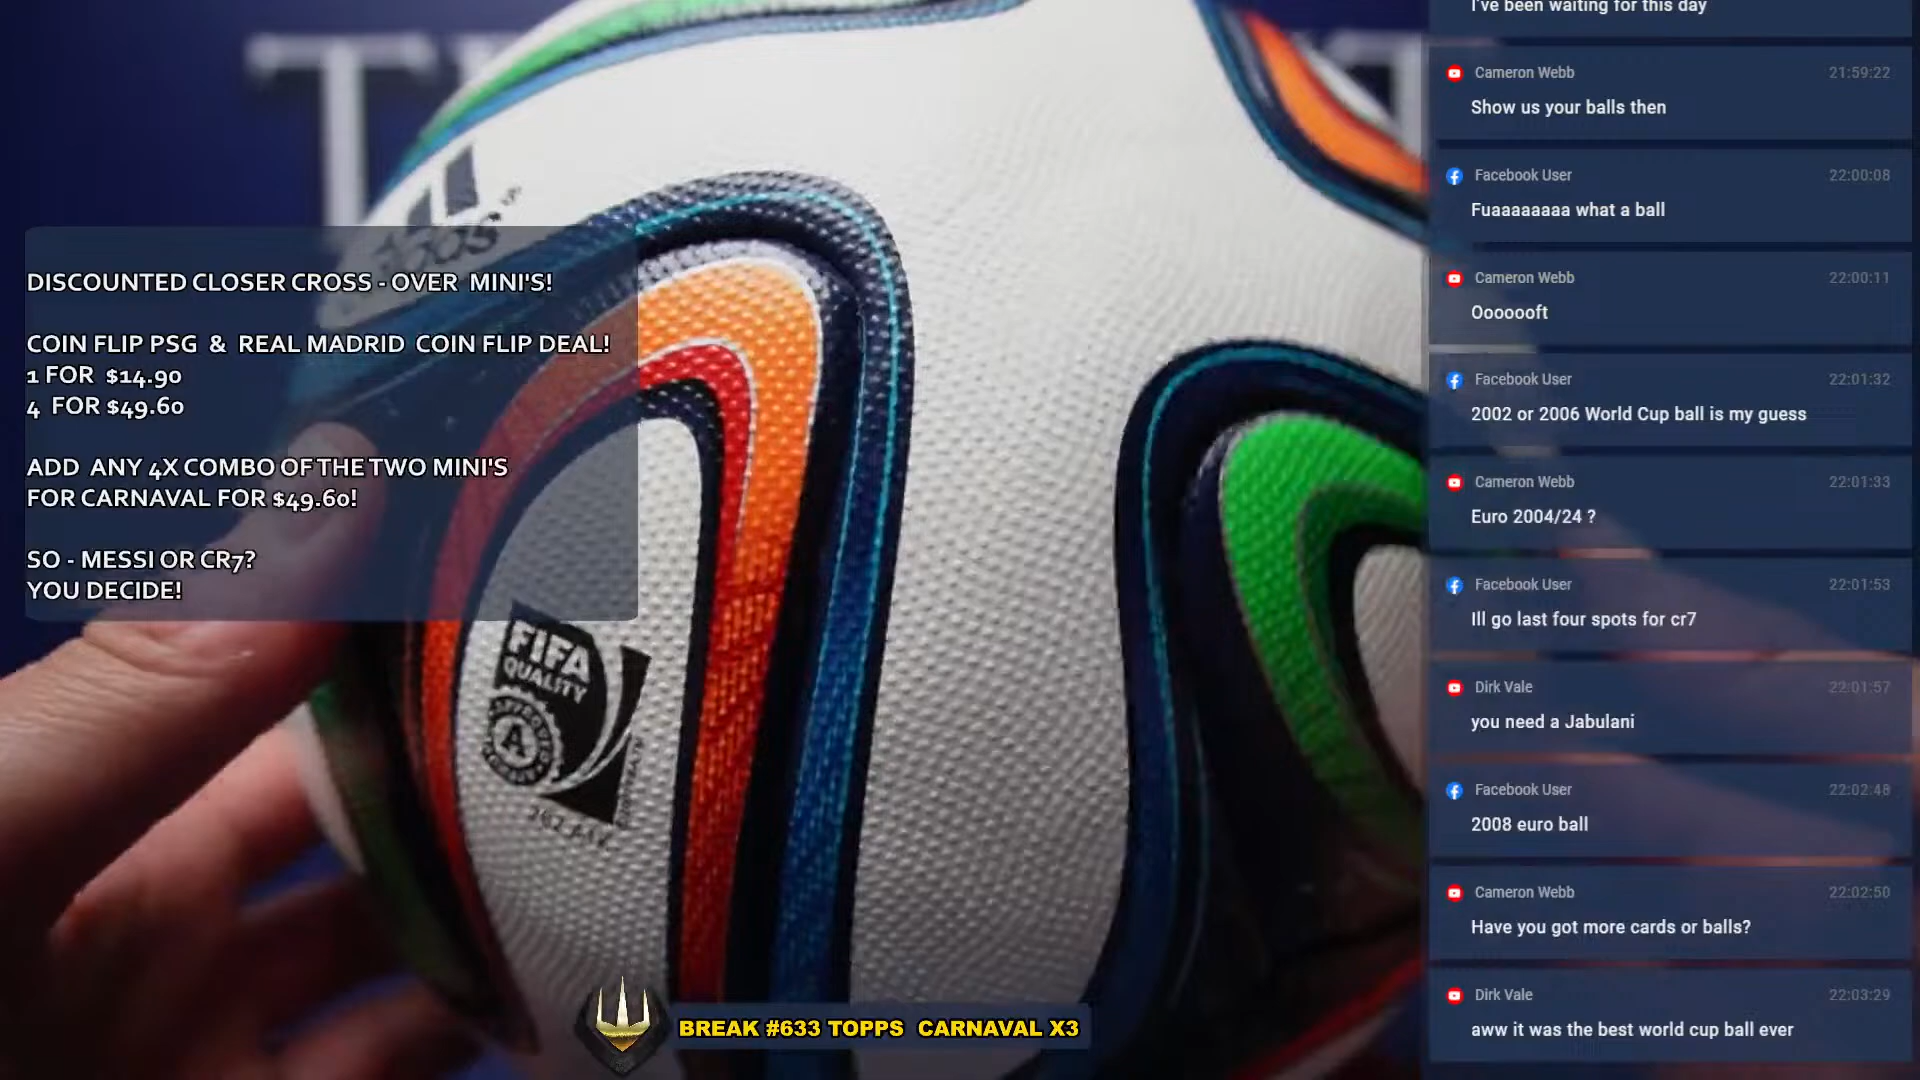 DISCOUNTED CLOSER CROSS - OVER MINI'S!
COIN FLIP PSG & REAL MADRID COIN FLIP DEAL!
1 FOR $14.90
4 FOR $49.60
ADD ANY 4X COMBO OF THE TWO MINI'S
FOR CARNAVAL FOR $49.60!
SO - MESSI OR CR7?
YOU DECIDE!
FIFA
QUALITY
APPROVED
A
BREAK #633 TOPPS CARNAVAL X3
I've been waiting for this day
Cameron Webb 21:59:22
Show us your balls then
Facebook User 22:00:08
Fuaaaaaaaa what a ball
Cameron Webb 22:00:11
Ooooooft
Facebook User 22:01:32
2002 or 2006 World Cup ball is my guess
Cameron Webb 22:01:33
Euro 2004/24 ?
Facebook User 22:01:53
Ill go last four spots for cr7
Dirk Vale 22:01:57
you need a Jabulani
Facebook User 22:02:48
2008 euro ball
Cameron Webb 22:02:50
Have you got more cards or balls?
Dirk Vale 22:03:29
aww it was the best world cup ball ever